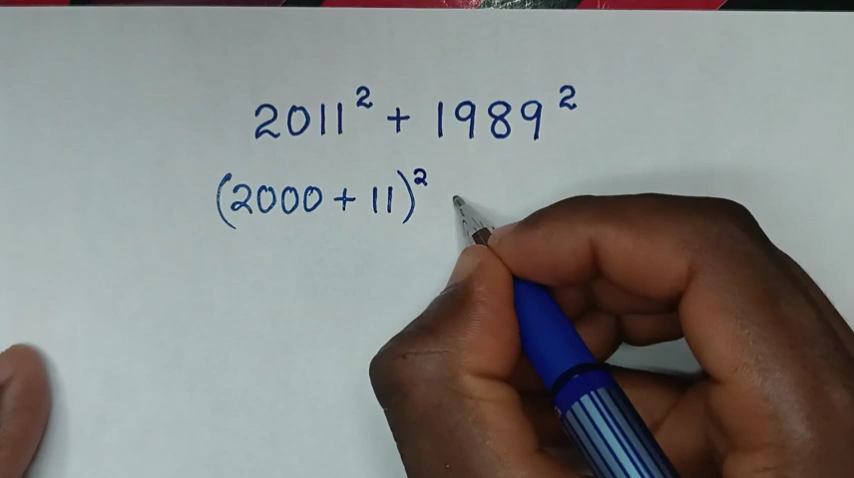 2011² + 1989²
(2000 + 11)²